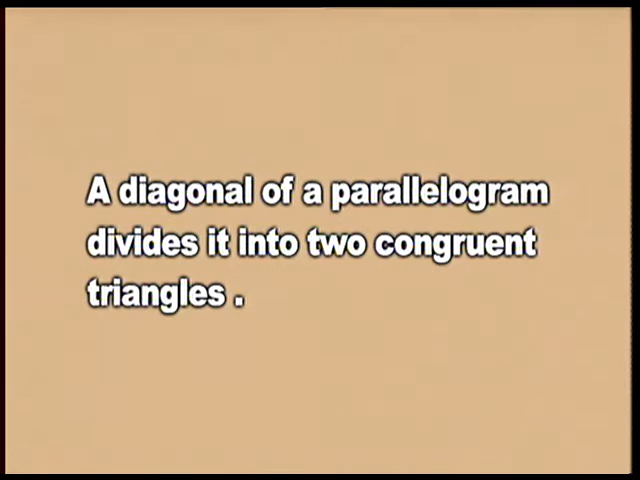 A diagonal of a parallelogram
divides it into two congruent
triangles .